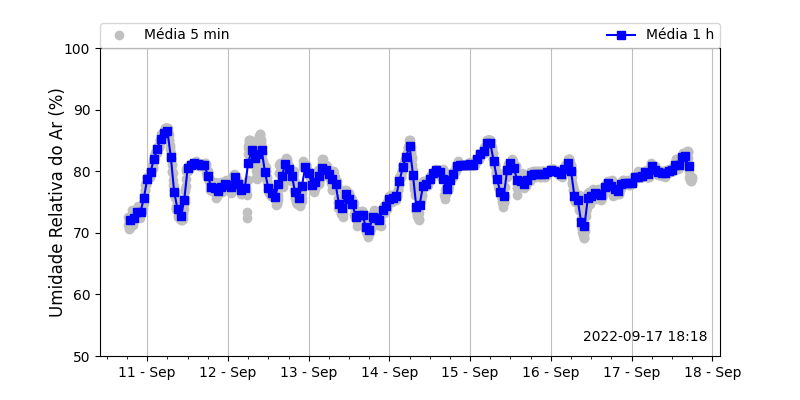 Média 5 min
Média 1 h
Umidade Relativa do Ar (%)
100
90
80
70
60
50
2022-09-17 18:18
11 - Sep
12 - Sep
13 - Sep
14 - Sep
15 - Sep
16 - Sep
17 - Sep
18 - Sep